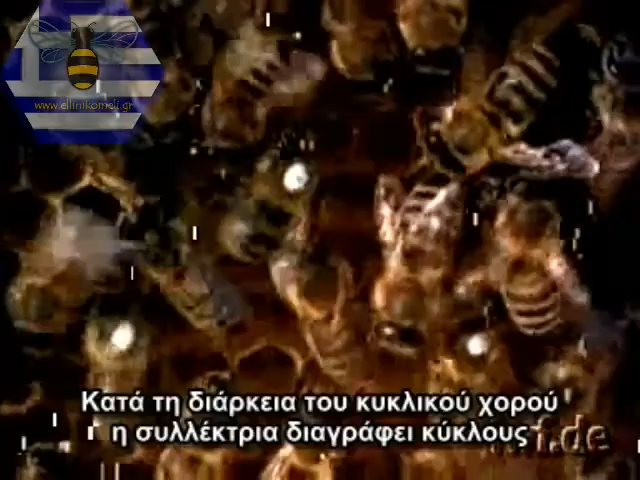 www.ellinikomeli.gr
Κατά τη διάρκεια του κυκλικού χορού
η συλλέκτρια διαγράφει κύκλους